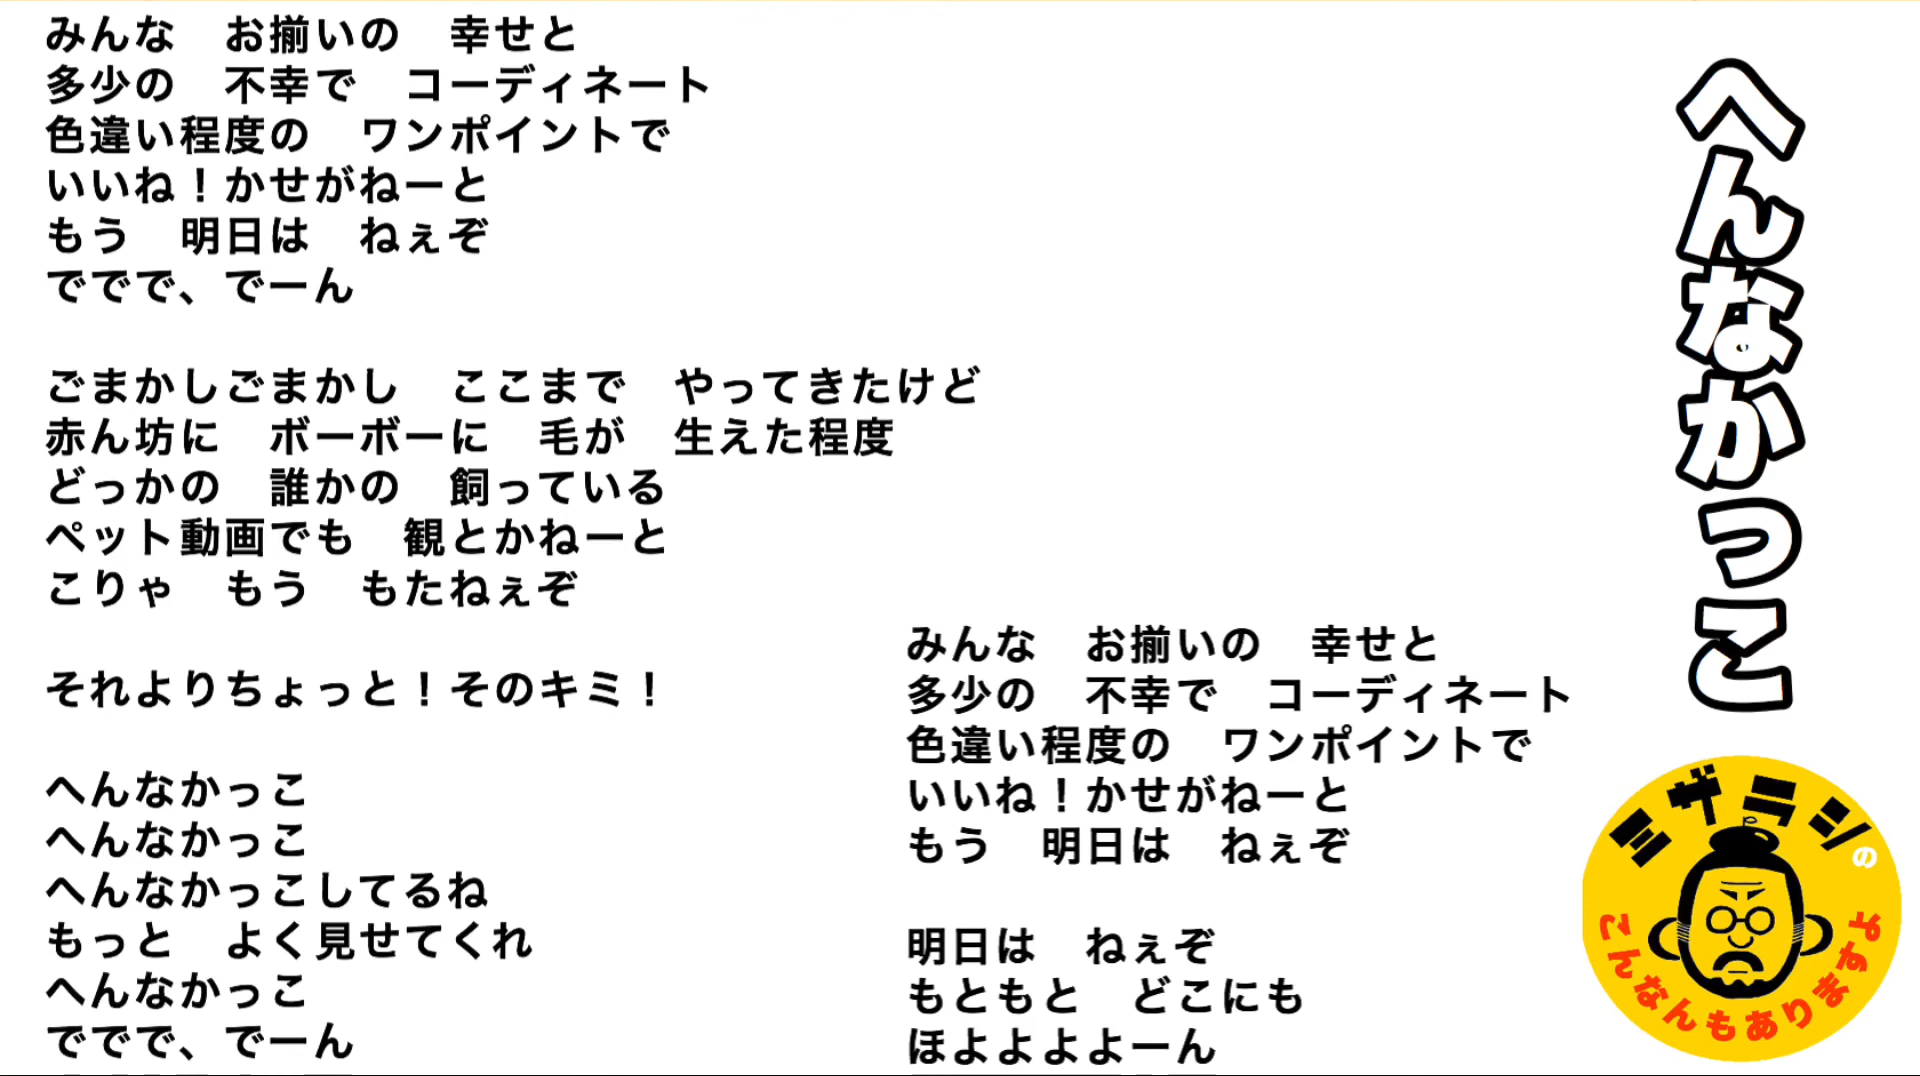 みんな　お揃いの　幸せと
多少の　不幸で　コーディネート
色違い程度の　ワンポイントで
いいね！かせがねーと
もう　明日は　ねぇぞ
ででで、でーん
ごまかしごまかし　ここまで　やってきたけど
赤ん坊に　ボーボーに　毛が　生えた程度
どっかの　誰かの　飼っている
ペット動画でも　観とかねーと
こりゃ　もう　もたねぇぞ
それよりちょっと！そのキミ！
へんなかっこ
へんなかっこ
へんなかっこしてるね
もっと　よく見せてくれ
へんなかっこ
ででで、でーん
みんな　お揃いの　幸せと
多少の　不幸で　コーディネート
色違い程度の　ワンポイントで
いいね！かせがねーと
もう　明日は　ねぇぞ
明日は　ねぇぞ
もともと　どこにも
ほよよよよーん
へんなかっこ
ミザラシの
こんなんもありますよ